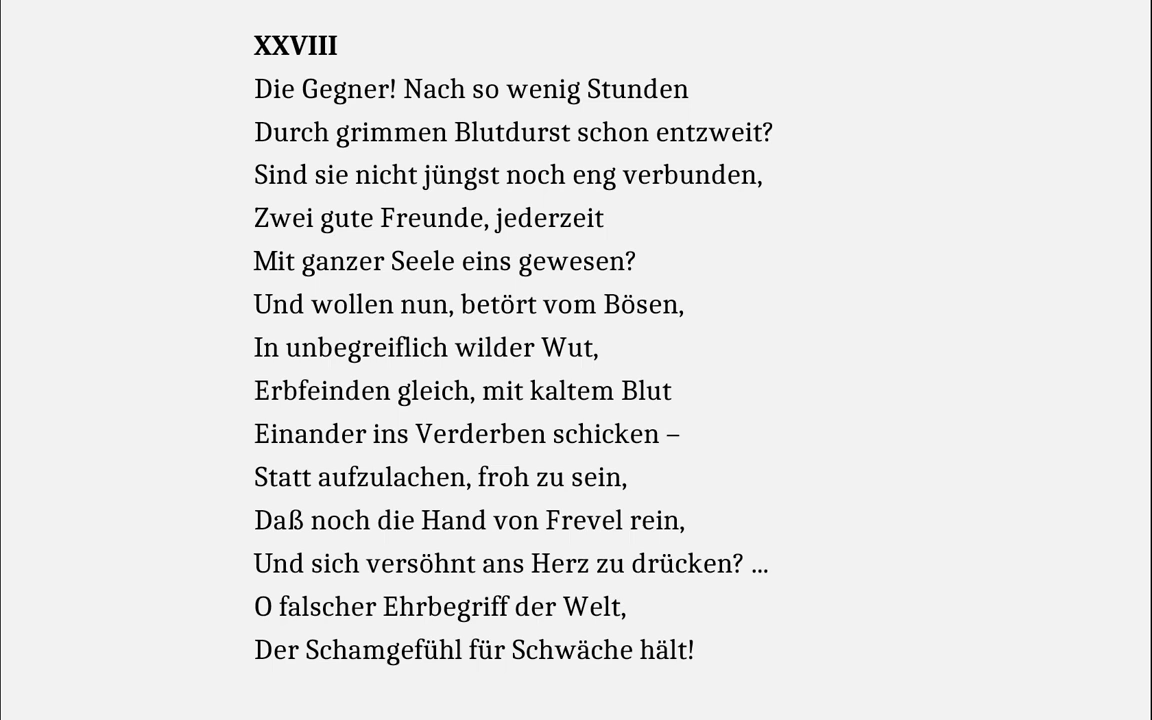 XXVIII
Die Gegner! Nach so wenig Stunden
Durch grimmen Blutdurst schon entzweit?
Sind sie nicht jüngst noch eng verbunden,
Zwei gute Freunde, jederzeit
Mit ganzer Seele eins gewesen?
Und wollen nun, betört vom Bösen,
In unbegreiflich wilder Wut,
Erbfeinden gleich, mit kaltem Blut
Einander ins Verderben schicken –
Statt aufzulachen, froh zu sein,
Daß noch die Hand von Frevel rein,
Und sich versöhnt ans Herz zu drücken? ...
O falscher Ehrbegriff der Welt,
Der Schamgefühl für Schwäche hält!